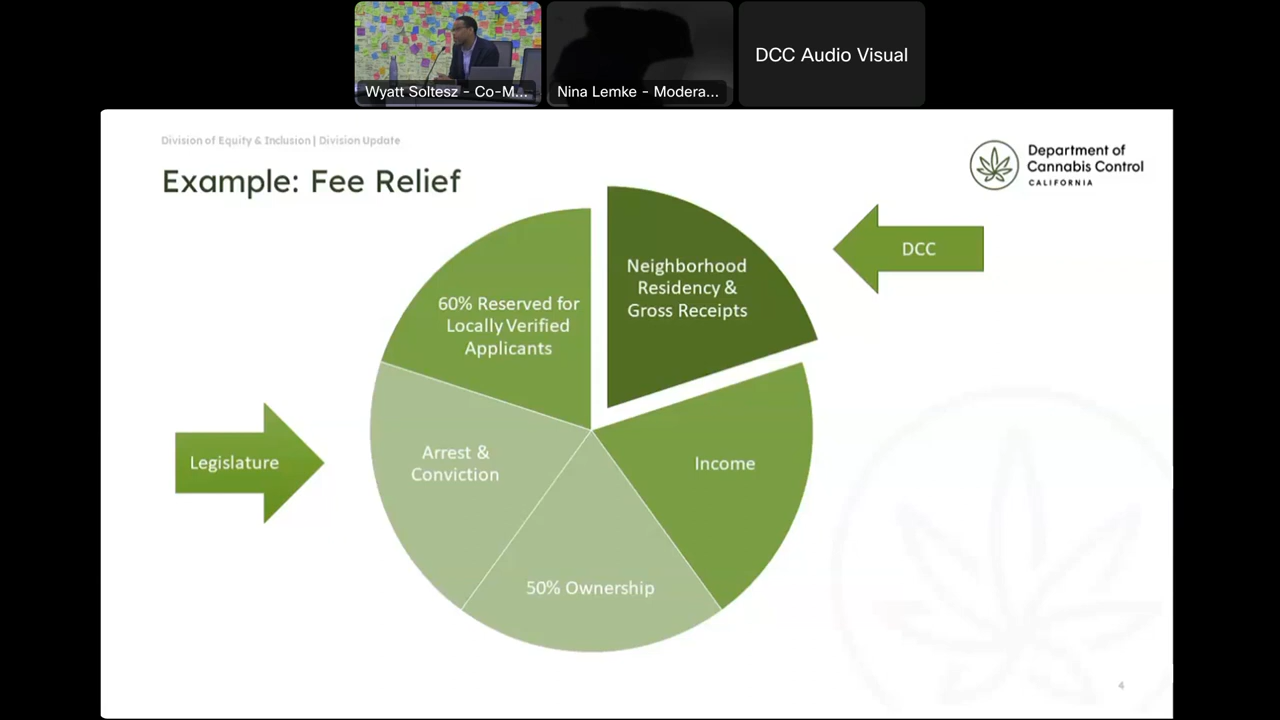 Wyatt Soltesz - Co-M...
Nina Lemke - Modera...
DCC Audio Visual
Division of Equity & Inclusion | Division Update
Example: Fee Relief
Department of
Cannabis Control
CALIFORNIA
DCC
Neighborhood
Residency &
Gross Receipts
60% Reserved for
Locally Verified
Applicants
Legislature
Arrest &
Conviction
Income
50% Ownership
4